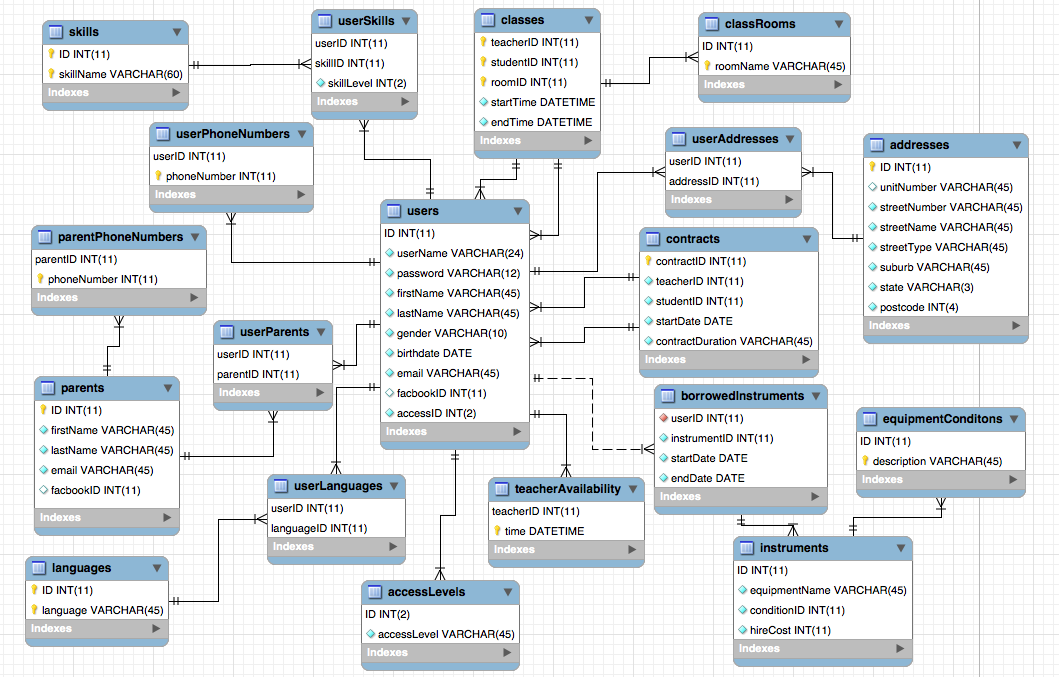 skills
ID INT(11)
skillName VARCHAR(60)
Indexes
userSkills
userID INT(11)
skillID INT(11)
skillLevel INT(2)
Indexes
classes
teacherID INT(11)
studentID INT(11)
roomID INT(11)
startTime DATETIME
endTime DATETIME
Indexes
classRooms
ID INT(11)
roomName VARCHAR(45)
Indexes
userPhoneNumbers
userID INT(11)
phoneNumber INT(11)
Indexes
userAddresses
userID INT(11)
addressID INT(11)
Indexes
addresses
ID INT(11)
unitNumber VARCHAR(45)
streetNumber VARCHAR(45)
streetName VARCHAR(45)
streetType VARCHAR(45)
suburb VARCHAR(45)
state VARCHAR(3)
postcode INT(4)
Indexes
parentPhoneNumbers
parentID INT(11)
phoneNumber INT(11)
Indexes
users
ID INT(11)
userName VARCHAR(24)
password VARCHAR(12)
firstName VARCHAR(45)
lastName VARCHAR(45)
gender VARCHAR(10)
birthdate DATE
email VARCHAR(45)
facbookID INT(11)
accessID INT(2)
Indexes
contracts
contractID INT(11)
teacherID INT(11)
studentID INT(11)
startDate DATE
contractDuration VARCHAR(45)
Indexes
userParents
userID INT(11)
parentID INT(11)
Indexes
parents
ID INT(11)
firstName VARCHAR(45)
lastName VARCHAR(45)
email VARCHAR(45)
facbookID INT(11)
Indexes
borrowedInstruments
userID INT(11)
instrumentID INT(11)
startDate DATE
endDate DATE
Indexes
equipmentConditons
ID INT(11)
description VARCHAR(45)
Indexes
userLanguages
userID INT(11)
languageID INT(11)
Indexes
teacherAvailability
teacherID INT(11)
time DATETIME
Indexes
languages
ID INT(11)
language VARCHAR(45)
Indexes
accessLevels
ID INT(2)
accessLevel VARCHAR(45)
Indexes
instruments
ID INT(11)
equipmentName VARCHAR(45)
conditionID INT(11)
hireCost INT(11)
Indexes